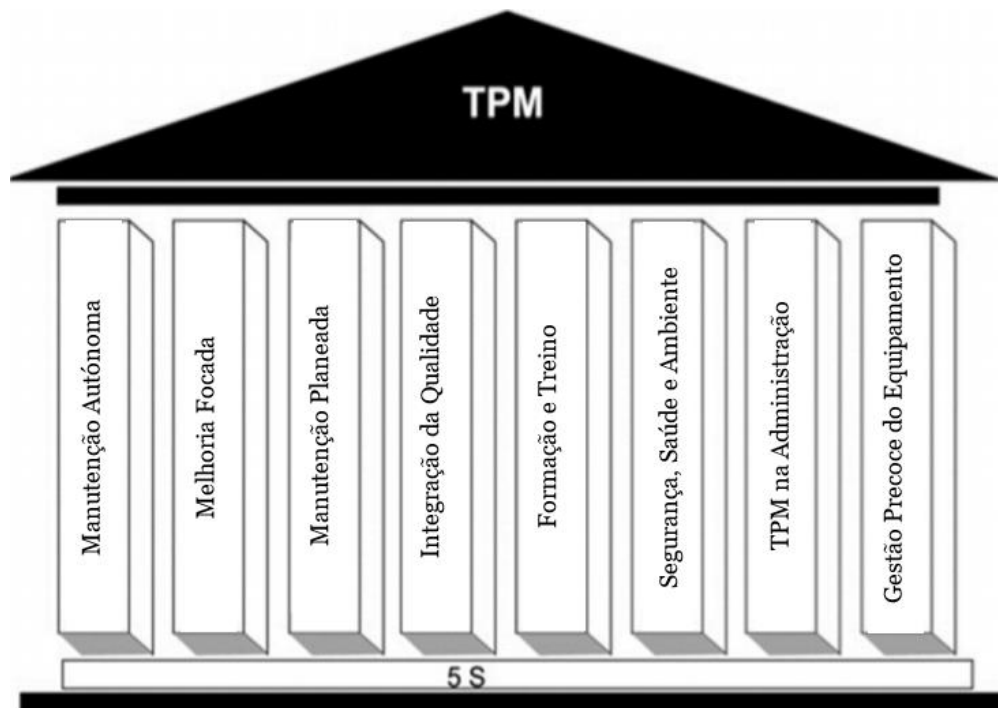 TPM
Manutenção Autónoma
Melhoria Focada
Manutenção Planeada
Integração da Qualidade
Formação e Treino
Segurança, Saúde e Ambiente
TPM na Administração
Gestão Precoce do Equipamento
5 S